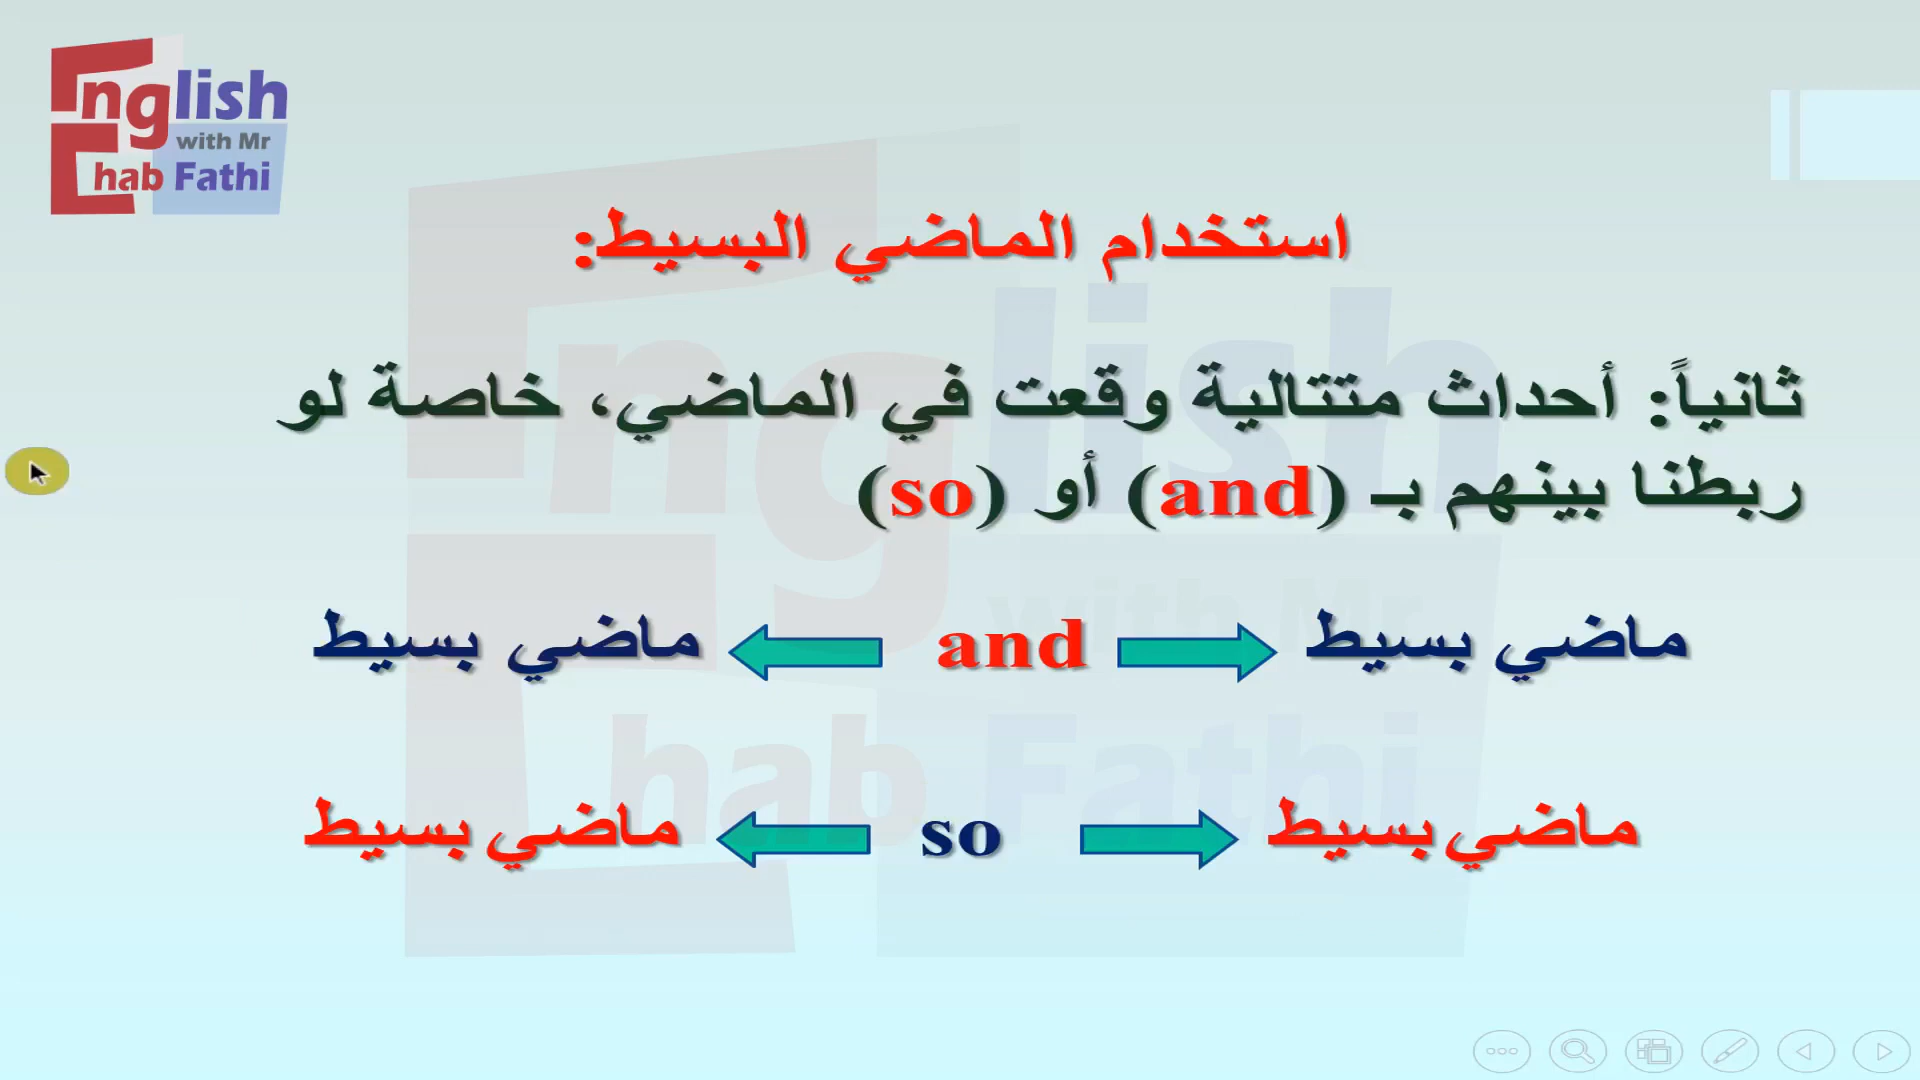 English
with Mr
Ehab Fathi
استخدام الماضي البسيط:
ثانياً: أحداث متتالية وقعت في الماضي، خاصة لو
ربطنا بينهم بـ (and) أو (so)
ماضي بسيط and ماضي بسيط
ماضي بسيط so ماضي بسيط